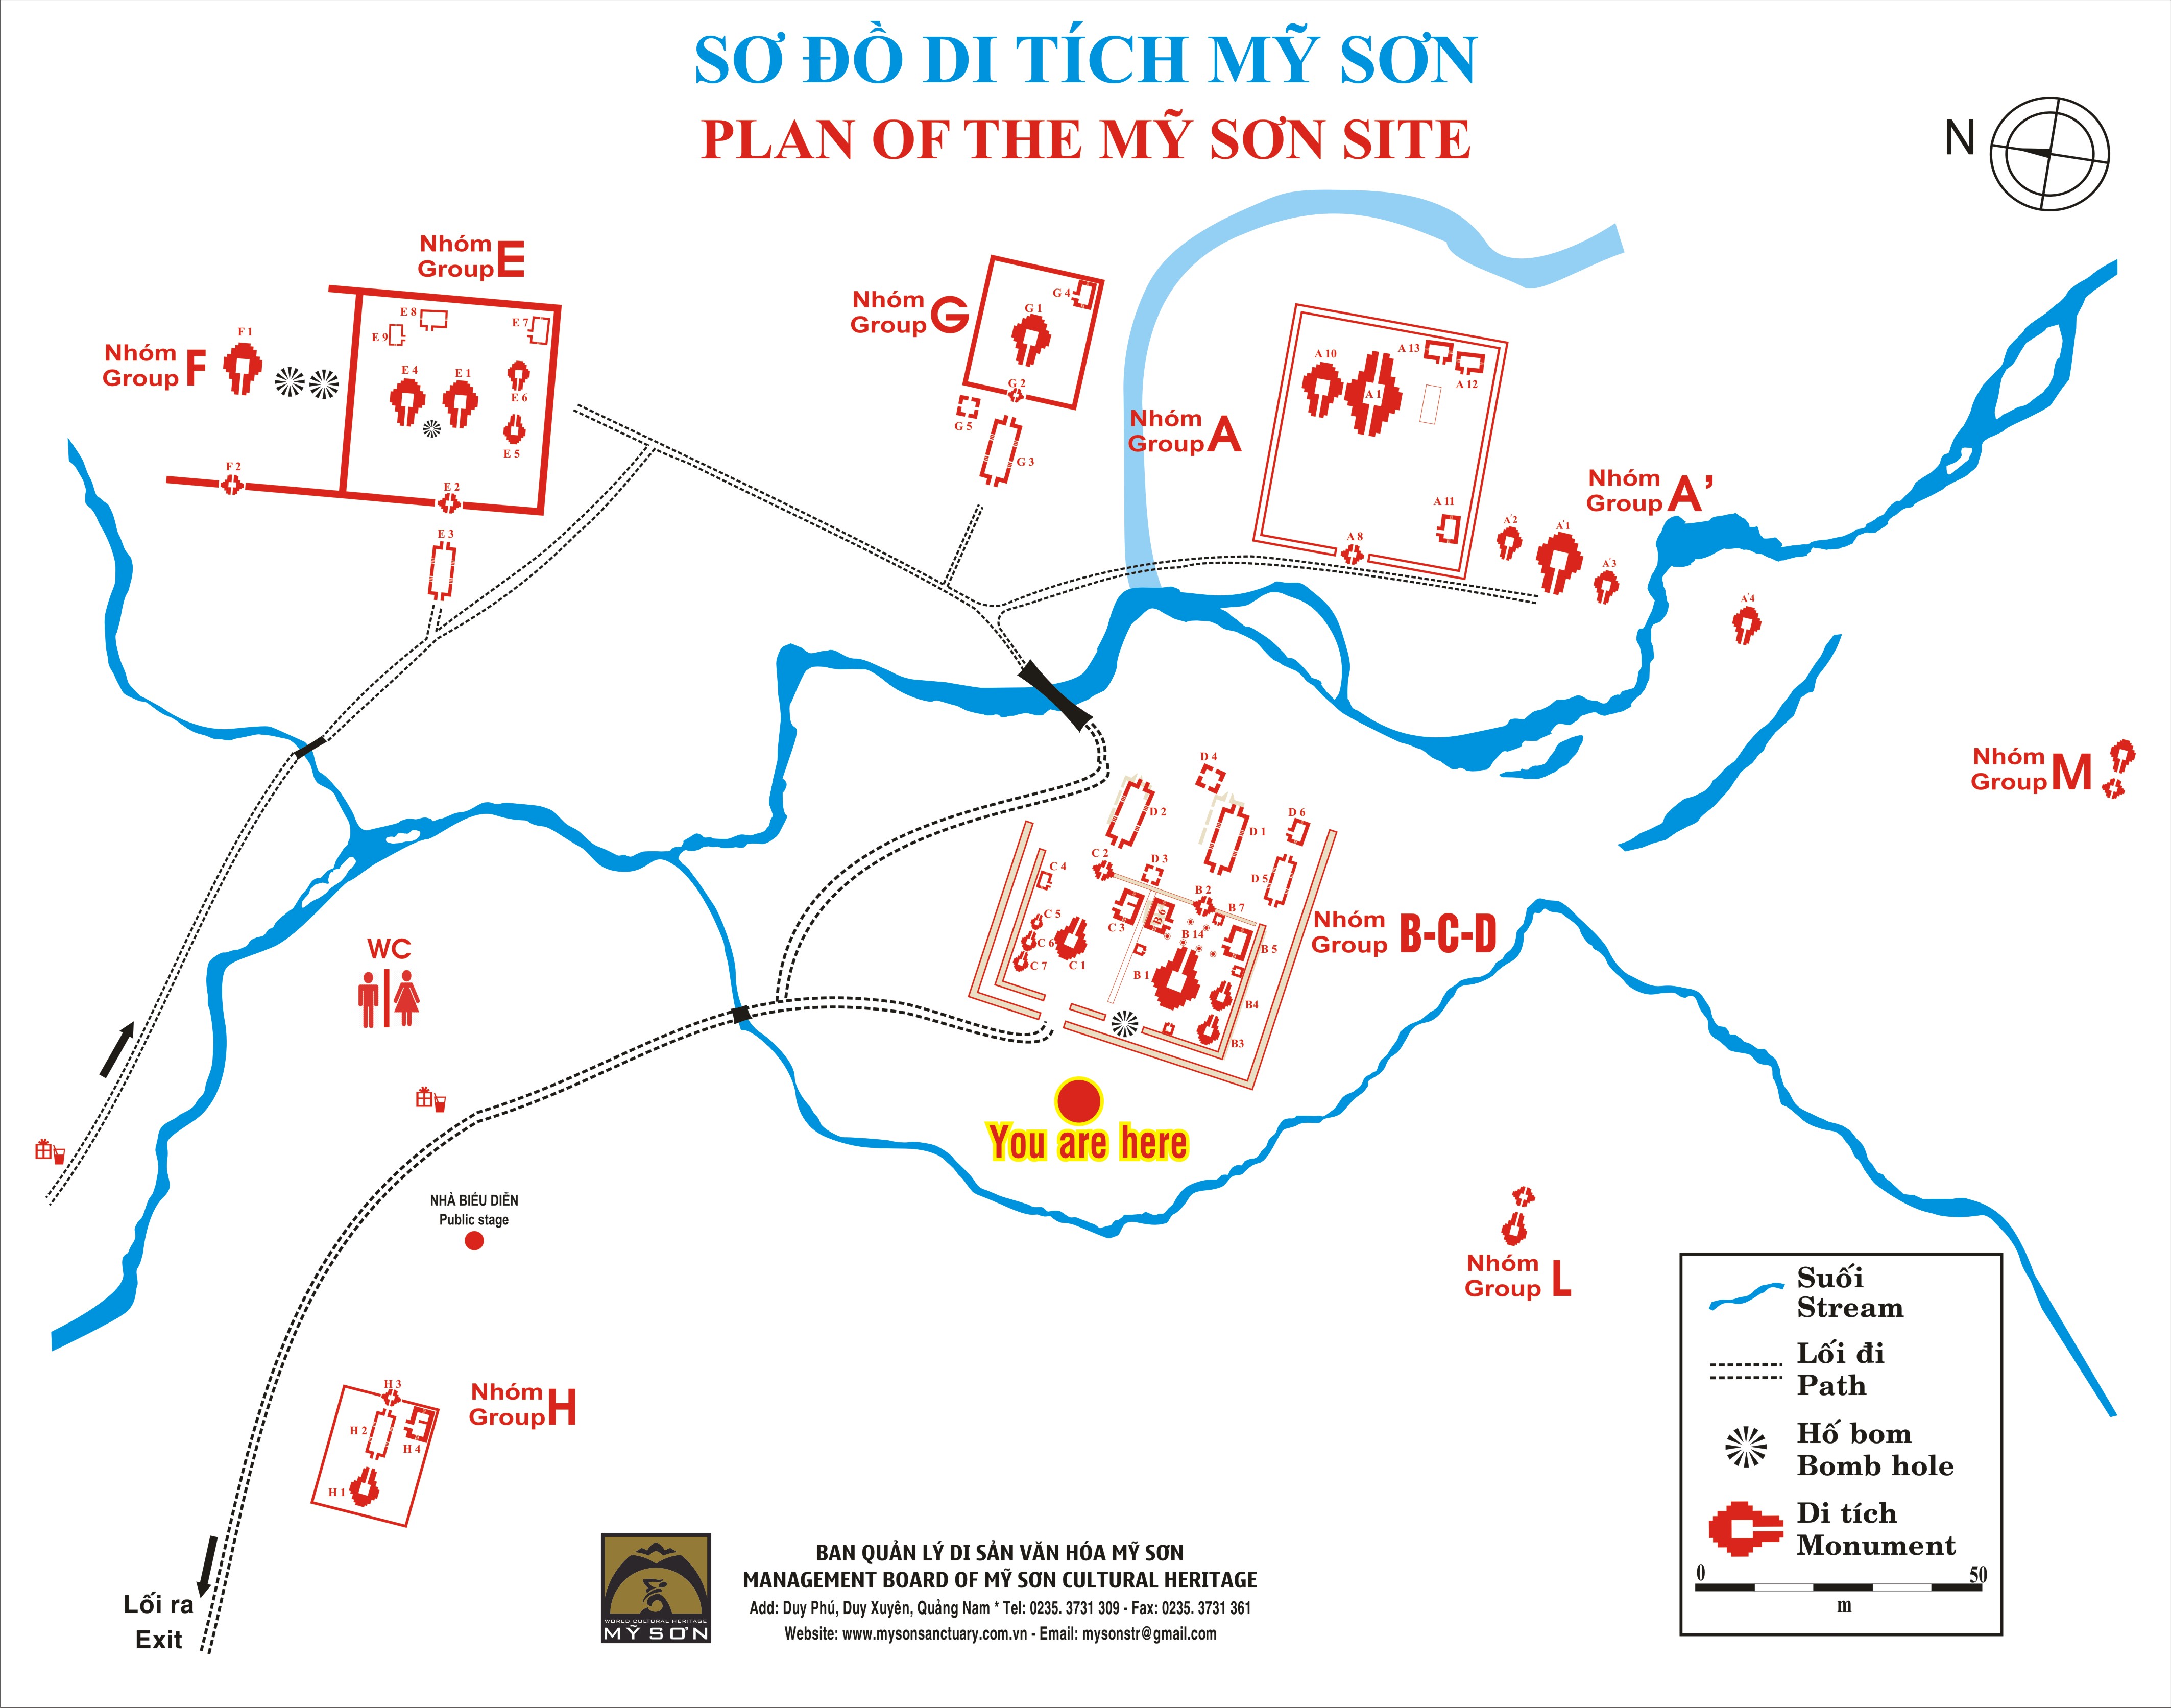 SƠ ĐỒ DI TÍCH MỸ SƠN
PLAN OF THE MỸ SƠN SITE
N
Nhóm
Group E
E 8
E 9
E 7
E 4
E 1
E 6
E 5
E 2
E 3
Nhóm
Group F
F 1
F 2
Nhóm
Group G
G 4
G 1
G 2
G 5
G 3
Nhóm
Group A
A 10
A 1
A 13
A 12
A 11
A 8
Nhóm
Group A'
A'2
A'1
A'3
A'4
Nhóm
Group M
D 4
D 2
D 1
D 6
D 3
D 5
C 2
C 4
C 5
C 6
C 7
C 1
C 3
B 6
B 2
B 7
B 14
B 5
B 1
B4
B3
Nhóm
Group B-C-D
WC
You are here
NHÀ BIỂU DIỄN
Public stage
Nhóm
Group L
Nhóm
Group H
H 3
H 2
H 4
H 1
Lối ra
Exit
Suối
Stream
Lối đi
Path
Hố bom
Bomb hole
Di tích
Monument
0 50
m
WORLD CULTURAL HERITAGE
MỸ SƠN
BAN QUẢN LÝ DI SẢN VĂN HÓA MỸ SƠN
MANAGEMENT BOARD OF MỸ SƠN CULTURAL HERITAGE
Add: Duy Phú, Duy Xuyên, Quảng Nam * Tel: 0235. 3731 309 - Fax: 0235. 3731 361
Website: www.mysonsanctuary.com.vn - Email: mysonstr@gmail.com